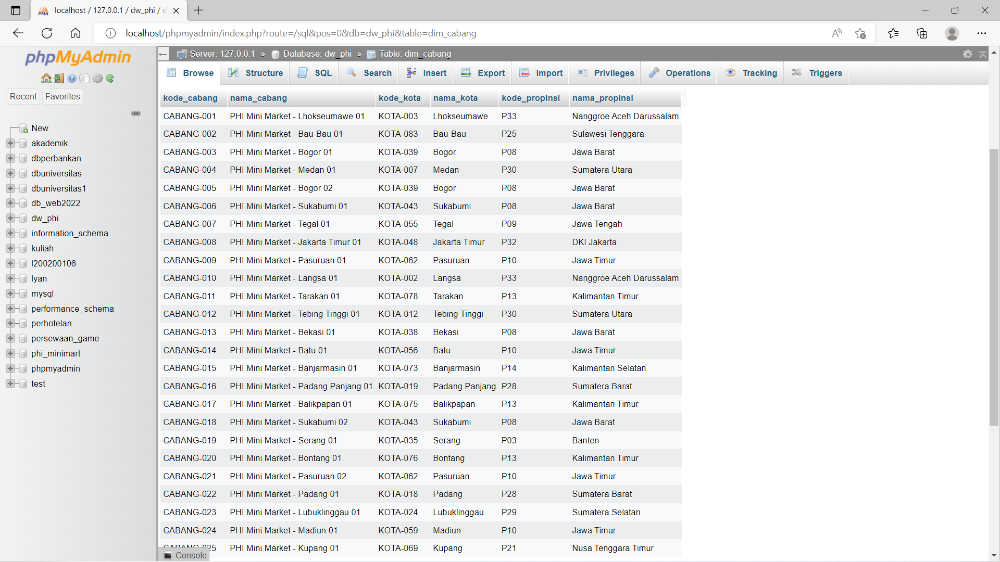 localhost / 127.0.0.1 / dw_phi / d
localhost/phpmyadmin/index.php?route=/sql&pos=0&db=dw_phi&table=dim_cabang
phpMyAdmin
Recent Favorites
New
akademik
dbperbankan
dbuniversitas
dbuniversitas1
db_web2022
dw_phi
information_schema
kuliah
l200200106
lyan
mysql
performance_schema
perhotelan
persewaan_game
phi_minimart
phpmyadmin
test
Server: 127.0.0.1 » Database: dw_phi » Table: dim_cabang
Browse Structure SQL Search Insert Export Import Privileges Operations Tracking Triggers
kode_cabang nama_cabang kode_kota nama_kota kode_propinsi nama_propinsi
CABANG-001 PHI Mini Market - Lhokseumawe 01 KOTA-003 Lhokseumawe P33 Nanggroe Aceh Darussalam
CABANG-002 PHI Mini Market - Bau-Bau 01 KOTA-083 Bau-Bau P25 Sulawesi Tenggara
CABANG-003 PHI Mini Market - Bogor 01 KOTA-039 Bogor P08 Jawa Barat
CABANG-004 PHI Mini Market - Medan 01 KOTA-007 Medan P30 Sumatera Utara
CABANG-005 PHI Mini Market - Bogor 02 KOTA-039 Bogor P08 Jawa Barat
CABANG-006 PHI Mini Market - Sukabumi 01 KOTA-043 Sukabumi P08 Jawa Barat
CABANG-007 PHI Mini Market - Tegal 01 KOTA-055 Tegal P09 Jawa Tengah
CABANG-008 PHI Mini Market - Jakarta Timur 01 KOTA-048 Jakarta Timur P32 DKI Jakarta
CABANG-009 PHI Mini Market - Pasuruan 01 KOTA-062 Pasuruan P10 Jawa Timur
CABANG-010 PHI Mini Market - Langsa 01 KOTA-002 Langsa P33 Nanggroe Aceh Darussalam
CABANG-011 PHI Mini Market - Tarakan 01 KOTA-078 Tarakan P13 Kalimantan Timur
CABANG-012 PHI Mini Market - Tebing Tinggi 01 KOTA-012 Tebing Tinggi P30 Sumatera Utara
CABANG-013 PHI Mini Market - Bekasi 01 KOTA-038 Bekasi P08 Jawa Barat
CABANG-014 PHI Mini Market - Batu 01 KOTA-056 Batu P10 Jawa Timur
CABANG-015 PHI Mini Market - Banjarmasin 01 KOTA-073 Banjarmasin P14 Kalimantan Selatan
CABANG-016 PHI Mini Market - Padang Panjang 01 KOTA-019 Padang Panjang P28 Sumatera Barat
CABANG-017 PHI Mini Market - Balikpapan 01 KOTA-075 Balikpapan P13 Kalimantan Timur
CABANG-018 PHI Mini Market - Sukabumi 02 KOTA-043 Sukabumi P08 Jawa Barat
CABANG-019 PHI Mini Market - Serang 01 KOTA-035 Serang P03 Banten
CABANG-020 PHI Mini Market - Bontang 01 KOTA-076 Bontang P13 Kalimantan Timur
CABANG-021 PHI Mini Market - Pasuruan 02 KOTA-062 Pasuruan P10 Jawa Timur
CABANG-022 PHI Mini Market - Padang 01 KOTA-018 Padang P28 Sumatera Barat
CABANG-023 PHI Mini Market - Lubuklinggau 01 KOTA-024 Lubuklinggau P29 Sumatera Selatan
CABANG-024 PHI Mini Market - Madiun 01 KOTA-059 Madiun P10 Jawa Timur
CABANG-025 PHI Mini Market - Kupang 01 KOTA-069 Kupang P21 Nusa Tenggara Timur
Console